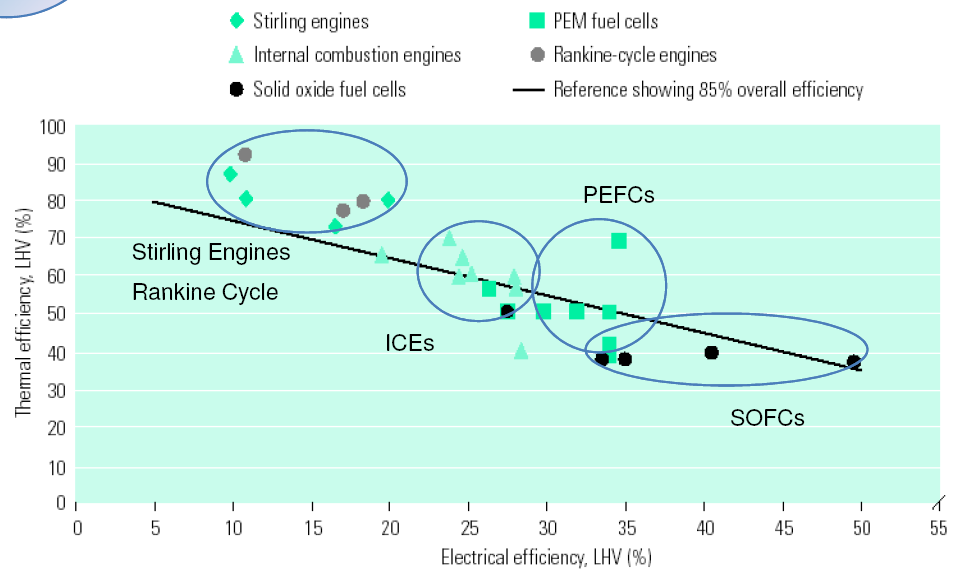 Stirling engines
PEM fuel cells
Internal combustion engines
Rankine-cycle engines
Solid oxide fuel cells
Reference showing 85% overall efficiency
Thermal efficiency, LHV (%)
100
90
80
70
60
50
40
30
20
10
0
PEFCs
Stirling Engines
Rankine Cycle
ICEs
SOFCs
0 5 10 15 20 25 30 35 40 45 50 55
Electrical efficiency, LHV (%)